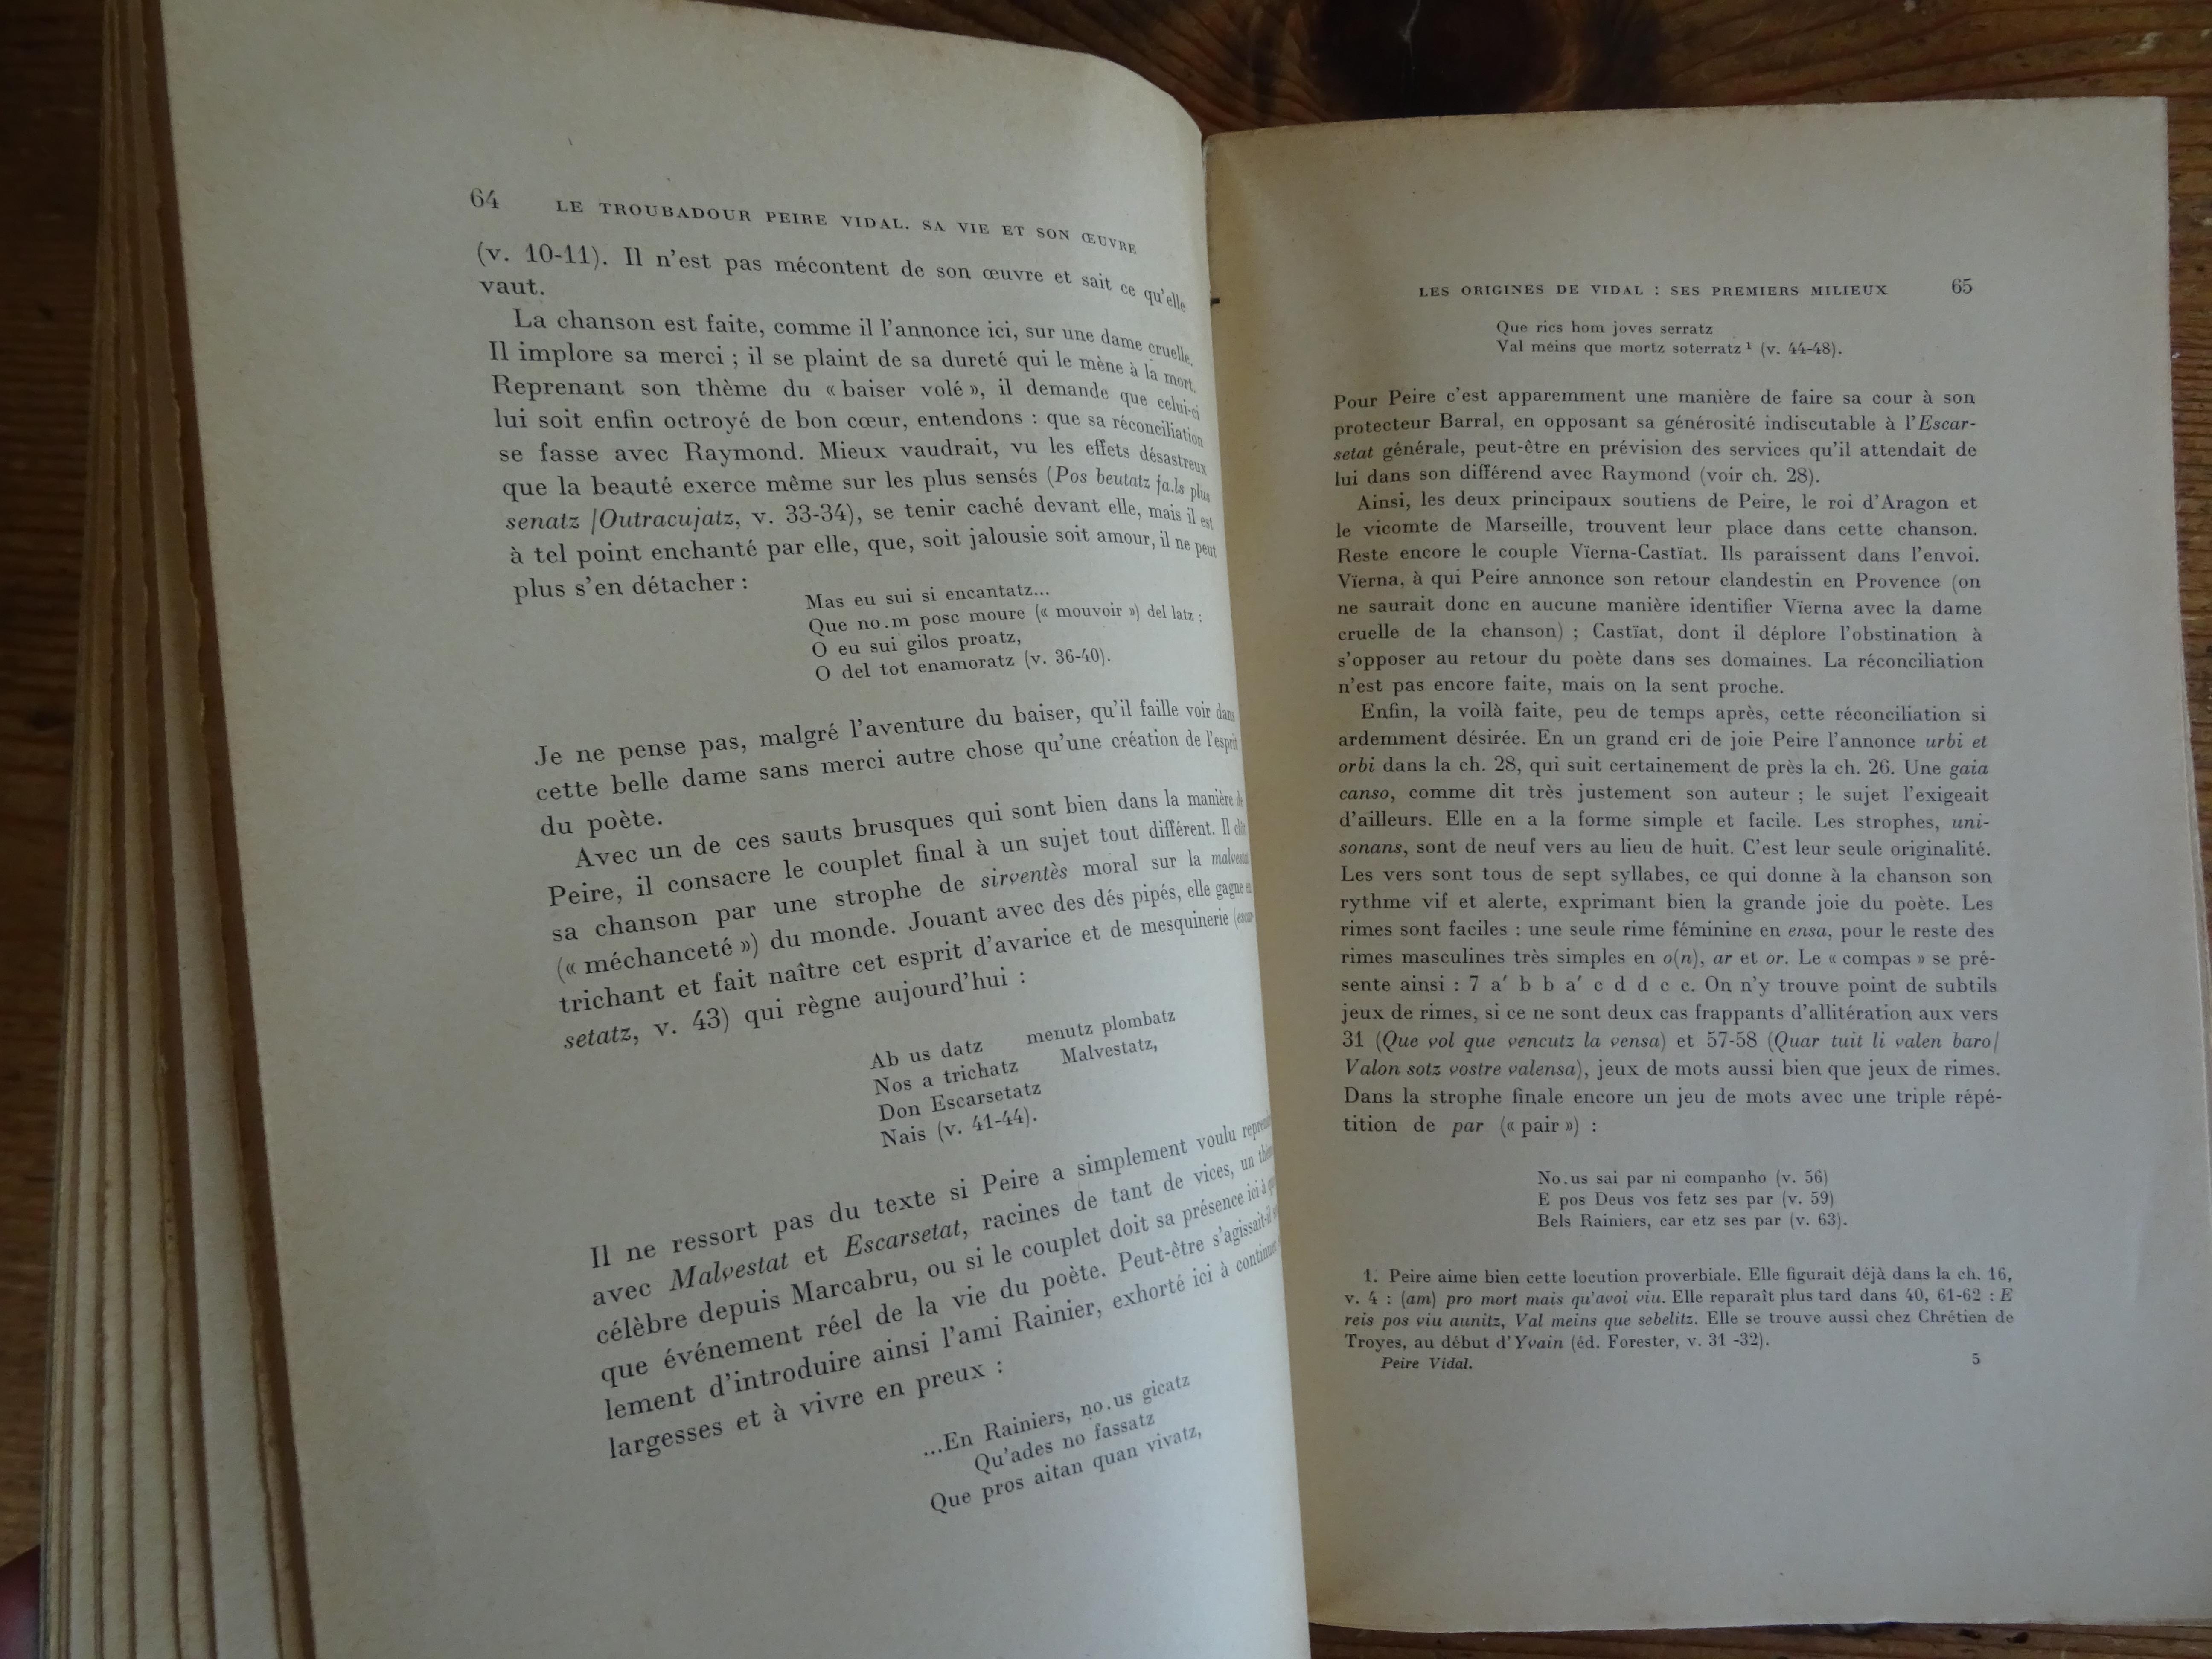 64 LE TROUBADOUR PEIRE VIDAL. SA VIE ET SON ŒUVRE
(v. 10-11). Il n'est pas mécontent de son œuvre et sait ce qu'elle
vaut.
La chanson est faite, comme il l'annonce ici, sur une dame cruelle.
Il implore sa merci ; il se plaint de sa dureté qui le mène à la mort.
Reprenant son thème du « baiser volé », il demande que celui-ci
lui soit enfin octroyé de bon cœur, entendons : que sa réconciliation
se fasse avec Raymond. Mieux vaudrait, vu les effets désastreux
que la beauté exerce même sur les plus sensés (Pos beutatz fa.ls plus
senatz /Outracujatz, v. 33-34), se tenir caché devant elle, mais il est
à tel point enchanté par elle, que, soit jalousie soit amour, il ne peut
plus s'en détacher :
Mas eu sui si encantatz...
Que no.m posc moure (« mouvoir ») del latz :
O eu sui gilos proatz,
O del tot enamoratz (v. 36-40).
Je ne pense pas, malgré l'aventure du baiser, qu'il faille voir dans
cette belle dame sans merci autre chose qu'une création de l'esprit
du poète.
Avec un de ces sauts brusques qui sont bien dans la manière de
Peire, il consacre le couplet final à un sujet tout différent. Il clôt
sa chanson par une strophe de sirventès moral sur la malvestat
(« méchanceté ») du monde. Jouant avec des dés pipés, elle gagne en
trichant et fait naître cet esprit d'avarice et de mesquinerie (escar-
setatz, v. 43) qui règne aujourd'hui :
Ab us datz menutz plombatz
Nos a trichatz Malvestatz,
Don Escarsetatz
Nais (v. 41-44).
Il ne ressort pas du texte si Peire a simplement voulu reprendre
avec Malvestat et Escarsetat, racines de tant de vices, un thème
célèbre depuis Marcabru, ou si le couplet doit sa présence ici à
que événement réel de la vie du poète. Peut-être s'agissait-il
lement d'introduire ainsi l'ami Rainier, exhorté ici à continuer
largesses et à vivre en preux :
...En Rainiers, no.us gicatz
Qu'ades no fassatz
Que pros aitan quan vivatz,
LES ORIGINES DE VIDAL : SES PREMIERS MILIEUX 65
Que rics hom joves serratz
Val meins que mortz soterratz ¹ (v. 44-48).
Pour Peire c'est apparemment une manière de faire sa cour à son
protecteur Barral, en opposant sa générosité indiscutable à l'Escar-
setat générale, peut-être en prévision des services qu'il attendait de
lui dans son différend avec Raymond (voir ch. 28).
Ainsi, les deux principaux soutiens de Peire, le roi d'Aragon et
le vicomte de Marseille, trouvent leur place dans cette chanson.
Reste encore le couple Vïerna-Castïat. Ils paraissent dans l'envoi.
Vïerna, à qui Peire annonce son retour clandestin en Provence (on
ne saurait donc en aucune manière identifier Vïerna avec la dame
cruelle de la chanson) ; Castïat, dont il déplore l'obstination à
s'opposer au retour du poète dans ses domaines. La réconciliation
n'est pas encore faite, mais on la sent proche.
Enfin, la voilà faite, peu de temps après, cette réconciliation si
ardemment désirée. En un grand cri de joie Peire l'annonce urbi et
orbi dans la ch. 28, qui suit certainement de près la ch. 26. Une gaia
canso, comme dit très justement son auteur ; le sujet l'exigeait
d'ailleurs. Elle en a la forme simple et facile. Les strophes, uni-
sonans, sont de neuf vers au lieu de huit. C'est leur seule originalité.
Les vers sont tous de sept syllabes, ce qui donne à la chanson son
rythme vif et alerte, exprimant bien la grande joie du poète. Les
rimes sont faciles : une seule rime féminine en ensa, pour le reste des
rimes masculines très simples en o(n), ar et or. Le « compas » se pré-
sente ainsi : 7 a′ b b a′ c d d c c. On n'y trouve point de subtils
jeux de rimes, si ce ne sont deux cas frappants d'allitération aux vers
31 (Que vol que vencutz la vensa) et 57-58 (Quar tuit li valen baro/
Valon sotz vostre valensa), jeux de mots aussi bien que jeux de rimes.
Dans la strophe finale encore un jeu de mots avec une triple répé-
tition de par (« pair ») :
No.us sai par ni companho (v. 56)
E pos Deus vos fetz ses par (v. 59)
Bels Rainiers, car etz ses par (v. 63).
1. Peire aime bien cette locution proverbiale. Elle figurait déjà dans la ch. 16,
v. 4 : (am) pro mort mais qu'avoi viu. Elle reparaît plus tard dans 40, 61-62 : E
reis pos viu aunitz, Val meins que sebelitz. Elle se trouve aussi chez Chrétien de
Troyes, au début d'Yvain (éd. Forester, v. 31 -32).
Peire Vidal. 5